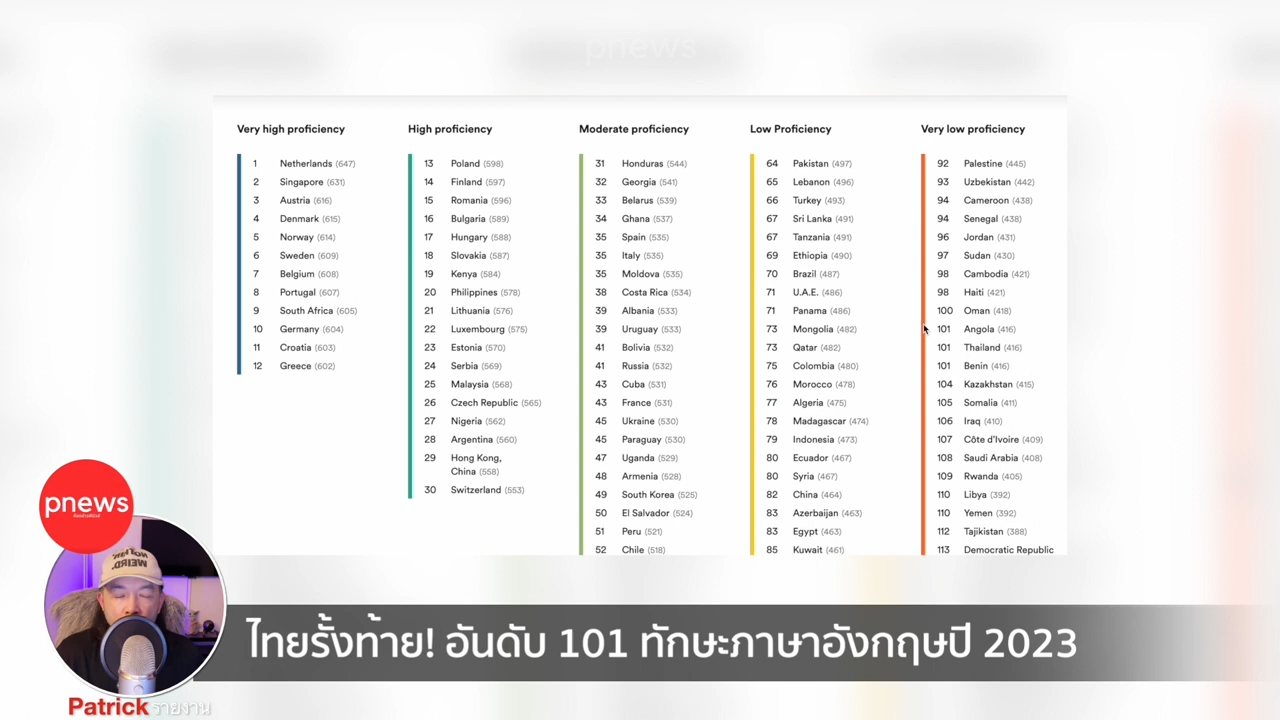 pnews
Very high proficiency
1 Netherlands (647)
2 Singapore (631)
3 Austria (616)
4 Denmark (615)
5 Norway (614)
6 Sweden (609)
7 Belgium (608)
8 Portugal (607)
9 South Africa (605)
10 Germany (604)
11 Croatia (603)
12 Greece (602)
High proficiency
13 Poland (598)
14 Finland (597)
15 Romania (596)
16 Bulgaria (589)
17 Hungary (588)
18 Slovakia (587)
19 Kenya (584)
20 Philippines (578)
21 Lithuania (576)
22 Luxembourg (575)
23 Estonia (570)
24 Serbia (569)
25 Malaysia (568)
26 Czech Republic (565)
27 Nigeria (562)
28 Argentina (560)
29 Hong Kong,
China (558)
30 Switzerland (553)
Moderate proficiency
31 Honduras (544)
32 Georgia (541)
33 Belarus (539)
34 Ghana (537)
35 Spain (535)
35 Italy (535)
35 Moldova (535)
38 Costa Rica (534)
39 Albania (533)
39 Uruguay (533)
41 Bolivia (532)
41 Russia (532)
43 Cuba (531)
43 France (531)
45 Ukraine (530)
45 Paraguay (530)
47 Uganda (529)
48 Armenia (528)
49 South Korea (525)
50 El Salvador (524)
51 Peru (521)
52 Chile (518)
Low Proficiency
64 Pakistan (497)
65 Lebanon (496)
66 Turkey (493)
67 Sri Lanka (491)
67 Tanzania (491)
69 Ethiopia (490)
70 Brazil (487)
71 U.A.E. (486)
71 Panama (486)
73 Mongolia (482)
73 Qatar (482)
75 Colombia (480)
76 Morocco (478)
77 Algeria (475)
78 Madagascar (474)
79 Indonesia (473)
80 Ecuador (467)
80 Syria (467)
82 China (464)
83 Azerbaijan (463)
83 Egypt (463)
85 Kuwait (461)
Very low proficiency
92 Palestine (445)
93 Uzbekistan (442)
94 Cameroon (438)
94 Senegal (438)
96 Jordan (431)
97 Sudan (430)
98 Cambodia (421)
98 Haiti (421)
100 Oman (418)
101 Angola (416)
101 Thailand (416)
101 Benin (416)
104 Kazakhstan (415)
105 Somalia (411)
106 Iraq (410)
107 Côte d'Ivoire (409)
108 Saudi Arabia (408)
109 Rwanda (405)
110 Libya (392)
110 Yemen (392)
112 Tajikistan (388)
113 Democratic Republic
pnews
WEIRD.
ไทยรั้งท้าย! อันดับ 101 ทักษะภาษาอังกฤษปี 2023
Patrick รายงาน